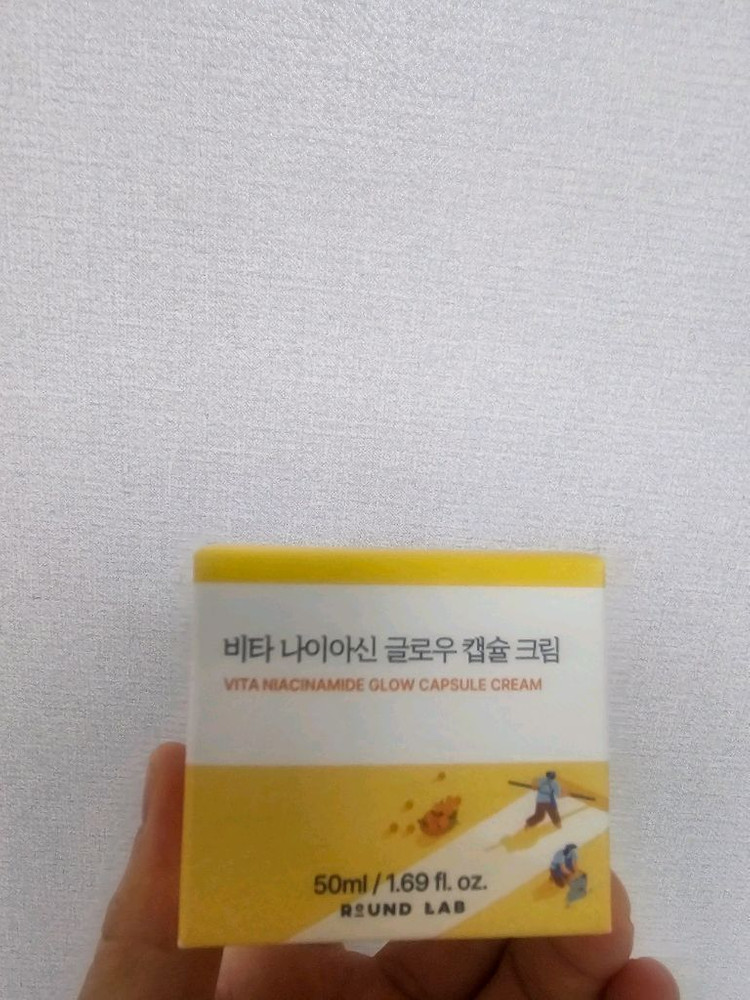 비타 나이아신 글로우 캡슐 크림
VITA NIACINAMIDE GLOW CAPSULE CREAM
50ml / 1.69 fl. oz.
ROUND LAB